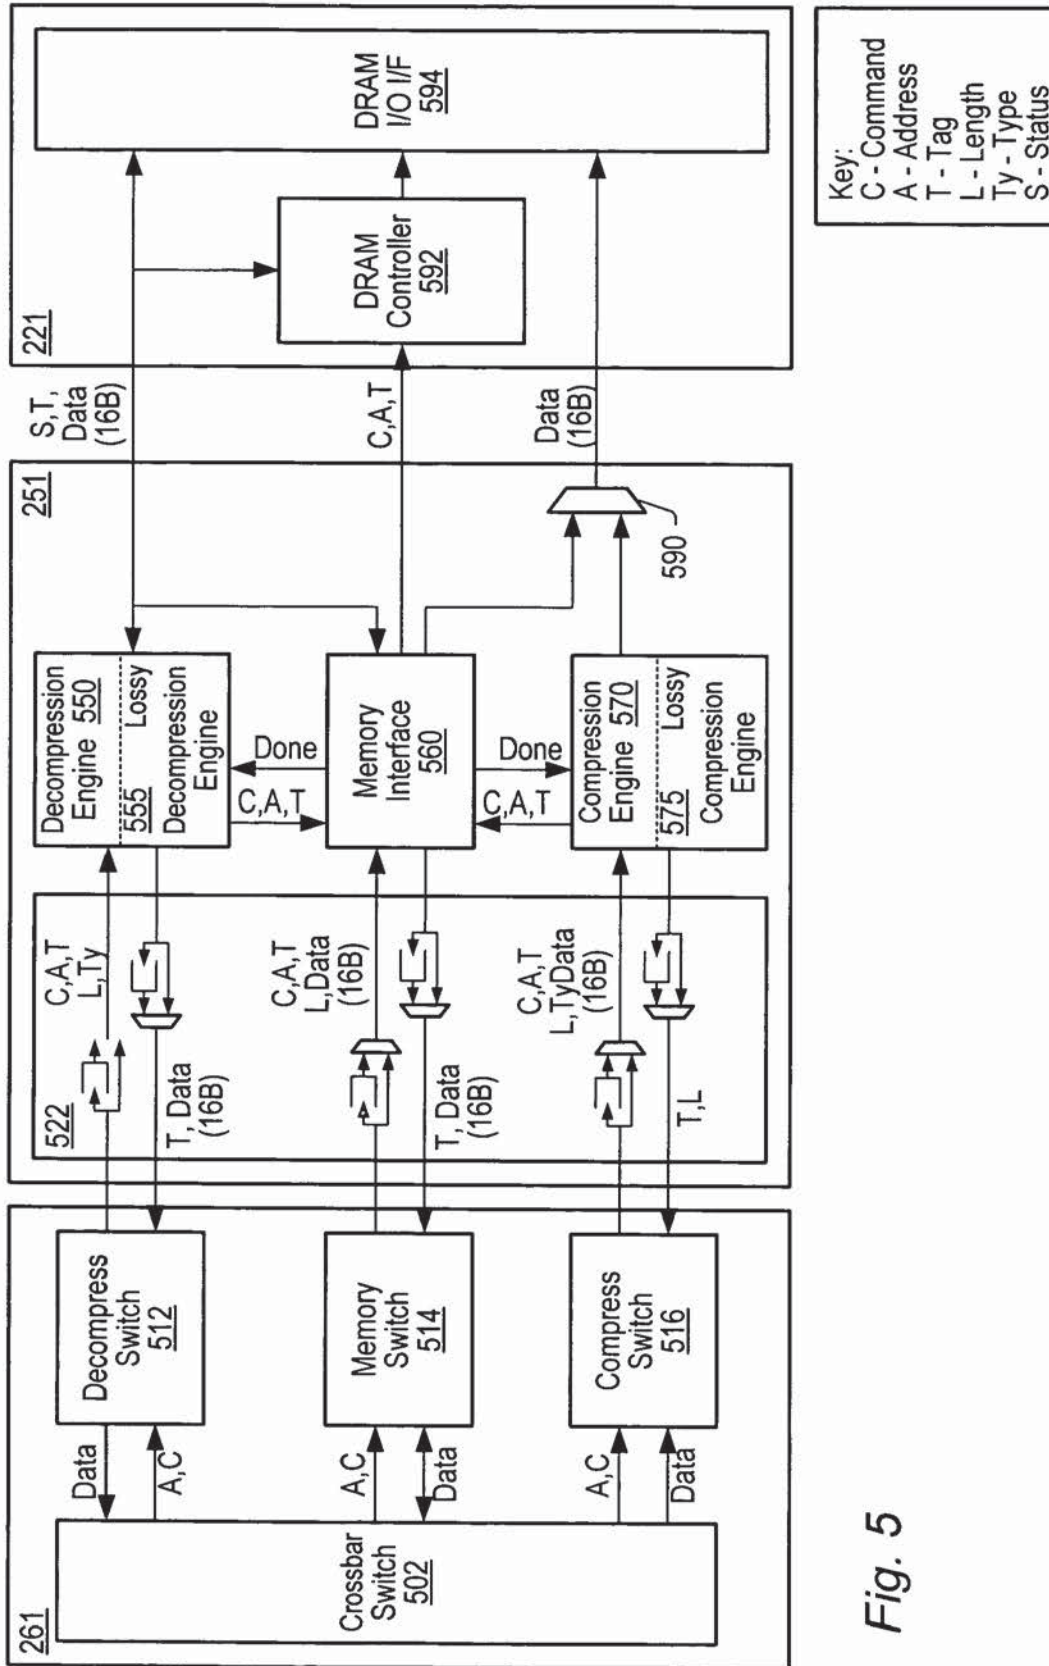 261
Crossbar
Switch
502
Data
A,C
A,C
Data
A,C
Data
Decompress
Switch
512
Memory
Switch
514
Compress
Switch
516
251
522
C,A,T
L,Ty
T, Data
(16B)
C,A,T
L,Data
(16B)
T, Data
(16B)
C,A,T
L,TyData
(16B)
T,L
Decompression
Engine 550
555 Lossy
Decompression
Engine
C,A,T
Done
Memory
Interface
560
C,A,T
Done
Compression
Engine 570
575 Lossy
Compression
Engine
590
S,T,
Data
(16B)
C,A,T
Data
(16B)
221
DRAM
Controller
592
DRAM
I/O I/F
594
Fig. 5
Key:
C - Command
A - Address
T - Tag
L - Length
Ty - Type
S - Status